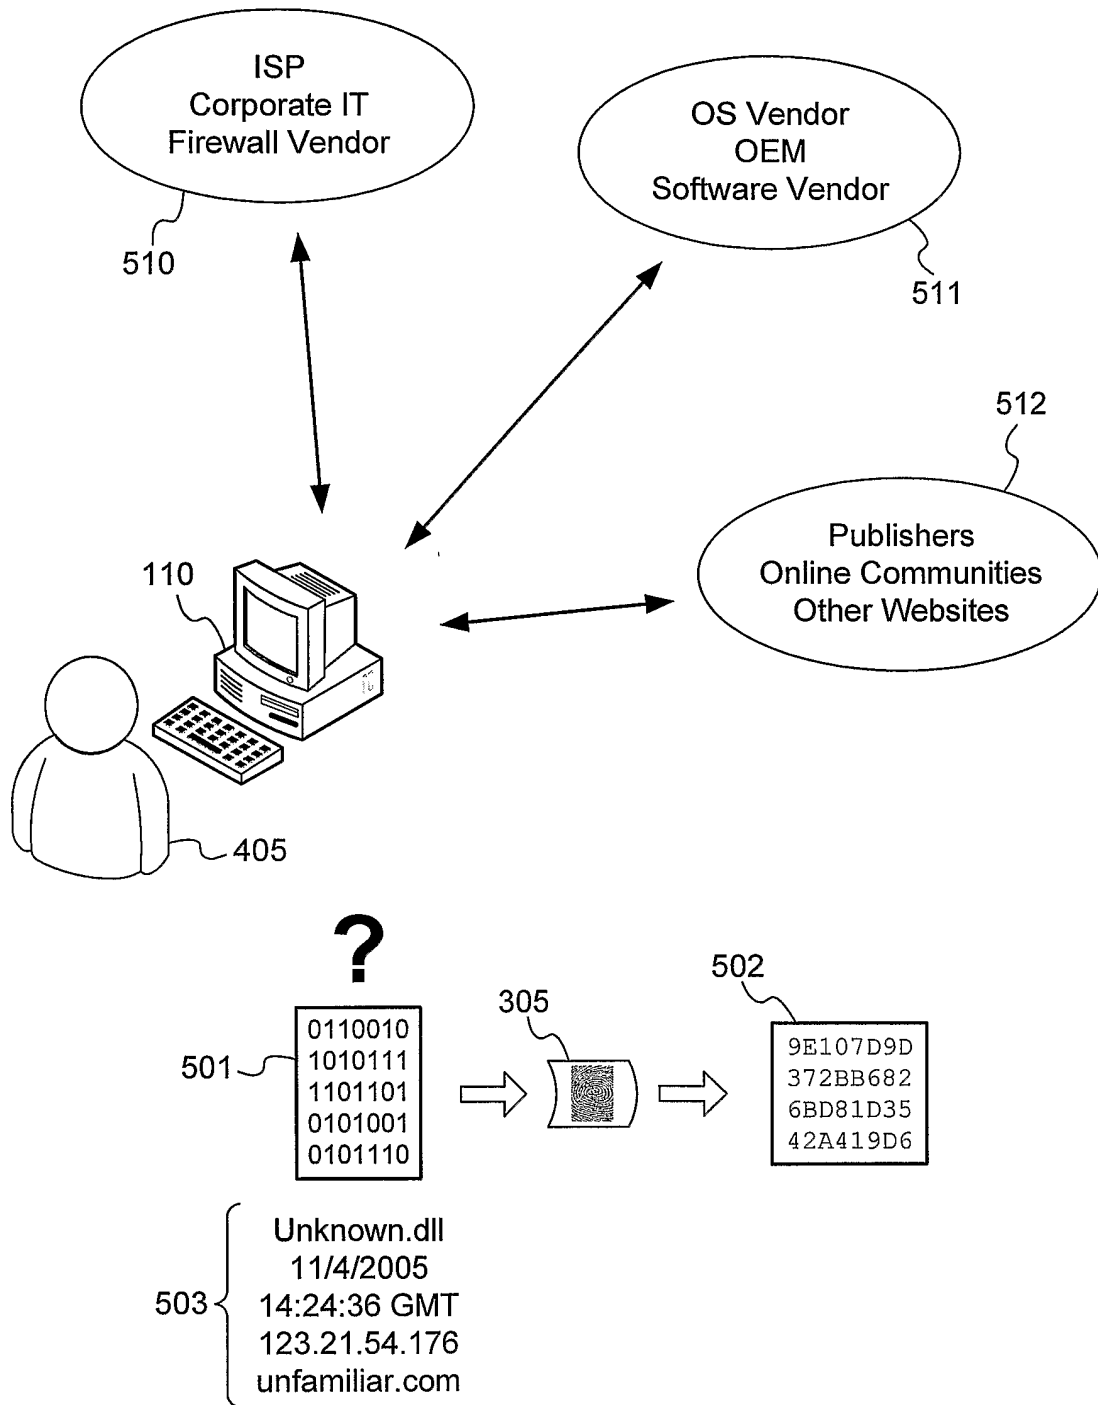 ISP
Corporate IT
Firewall Vendor
510
OS Vendor
OEM
Software Vendor
511
512
Publishers
Online Communities
Other Websites
110
405
?
501
0110010
1010111
1101101
0101001
0101110
305
502
9E107D9D
372BB682
6BD81D35
42A419D6
503
Unknown.dll
11/4/2005
14:24:36 GMT
123.21.54.176
unfamiliar.com